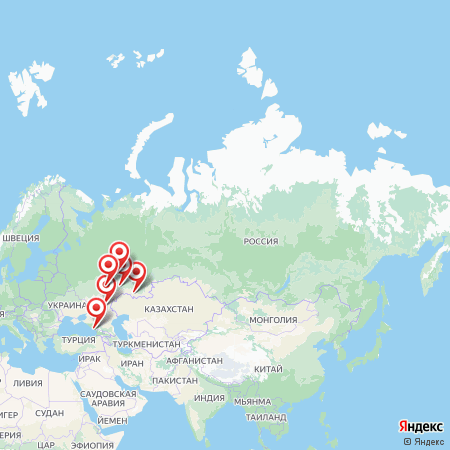 ШВЕЦИЯ
РОССИЯ
УКРАИНА
КАЗАХСТАН
МОНГОЛИЯ
ТУРЦИЯ
ТУРКМЕНИСТАН
ИРАК
ИРАН
АФГАНИСТАН
КИТАЙ
ЛИВИЯ
САУДОВСКАЯ
АРАВИЯ
ПАКИСТАН
ИНДИЯ
МЬЯНМА
СУДАН
ЙЕМЕН
ТАИЛАНД
ЦАР
ЭФИОПИЯ
Яндекс
© Яндекс